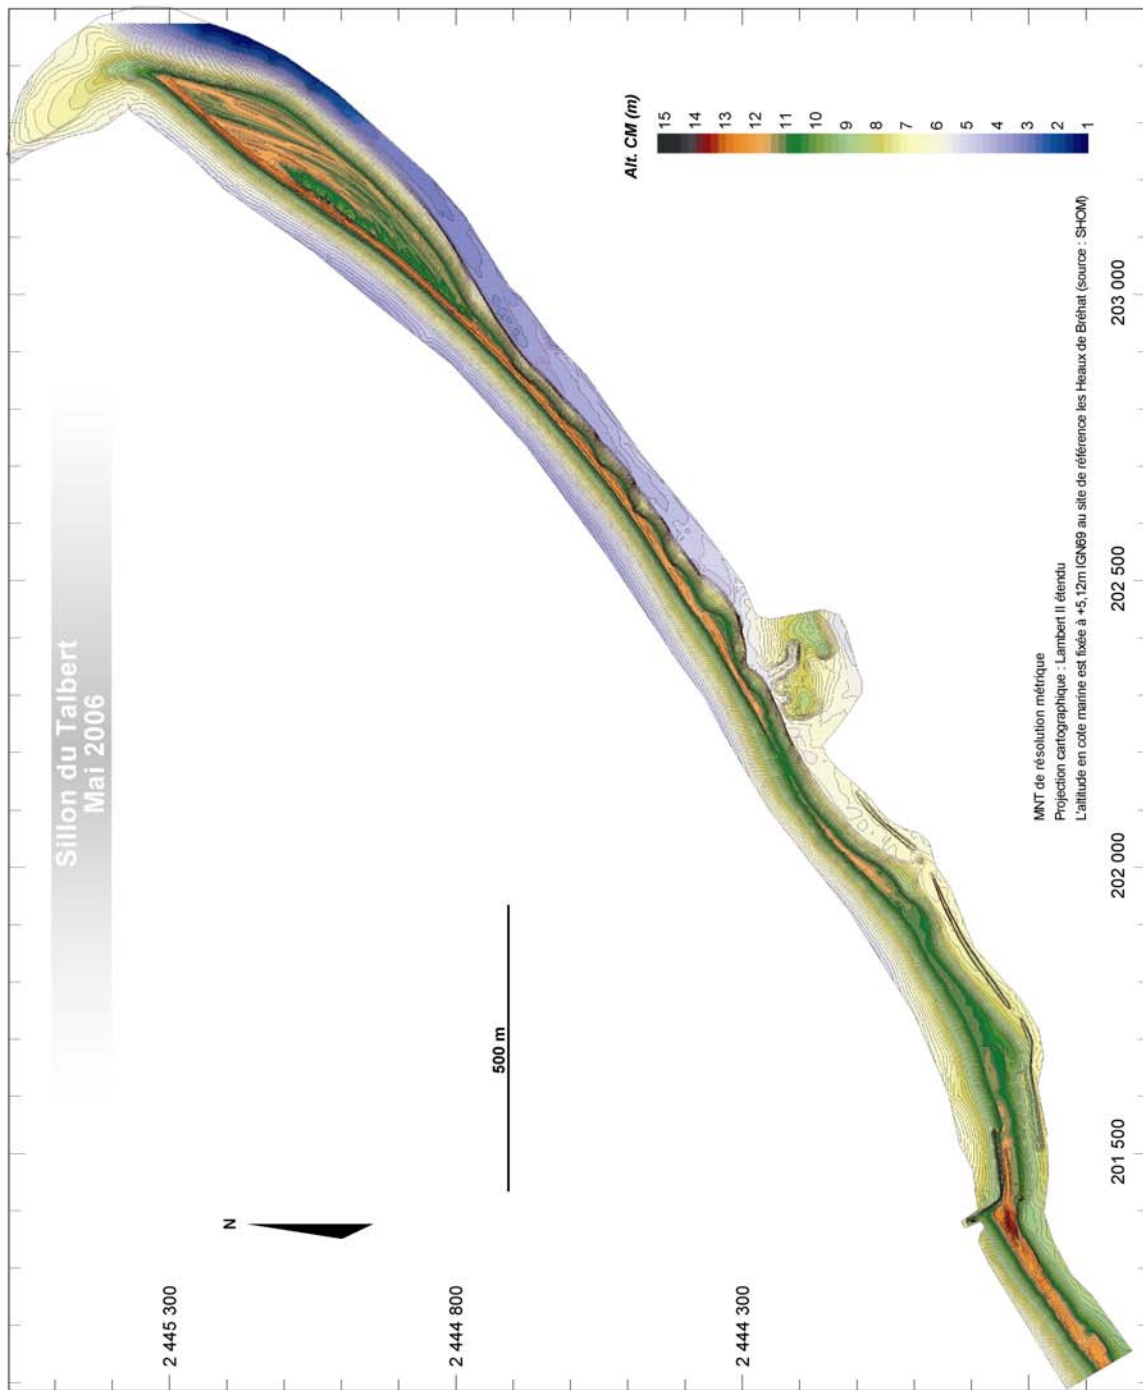 Sillon du Talbert
Mai 2006
Alt. CM (m)
15
14
13
12
11
10
9
8
7
6
5
4
3
2
1
N
500 m
2 445 300
2 444 800
2 444 300
201 500
202 000
202 500
203 000
MNT de résolution métrique
Projection cartographique : Lambert II étendu
L'altitude en cote marine est fixée à +5,12m IGN69 au site de référence les Heaux de Bréhat (source : SHOM)